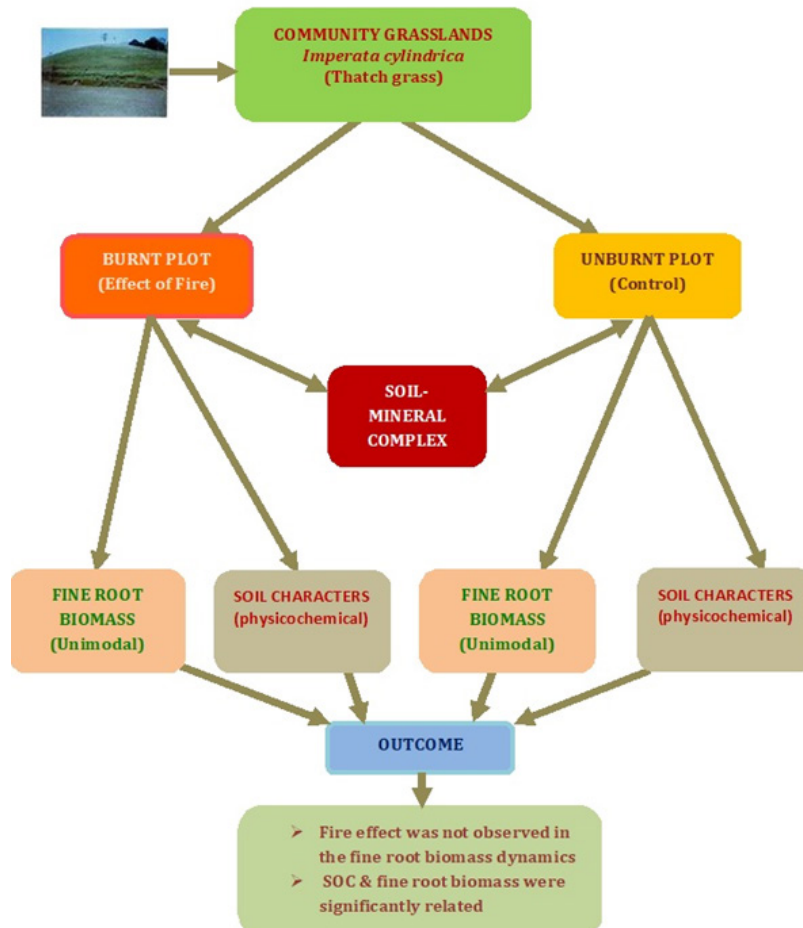 COMMUNITY GRASSLANDS
Imperata cylindrica
(Thatch grass)
BURNT PLOT
(Effect of Fire)
UNBURNT PLOT
(Control)
SOIL-
MINERAL
COMPLEX
FINE ROOT
BIOMASS
(Unimodal)
SOIL CHARACTERS
(physicochemical)
FINE ROOT
BIOMASS
(Unimodal)
SOIL CHARACTERS
(physicochemical)
OUTCOME
➢ Fire effect was not observed in
the fine root biomass dynamics
➢ SOC & fine root biomass were
significantly related